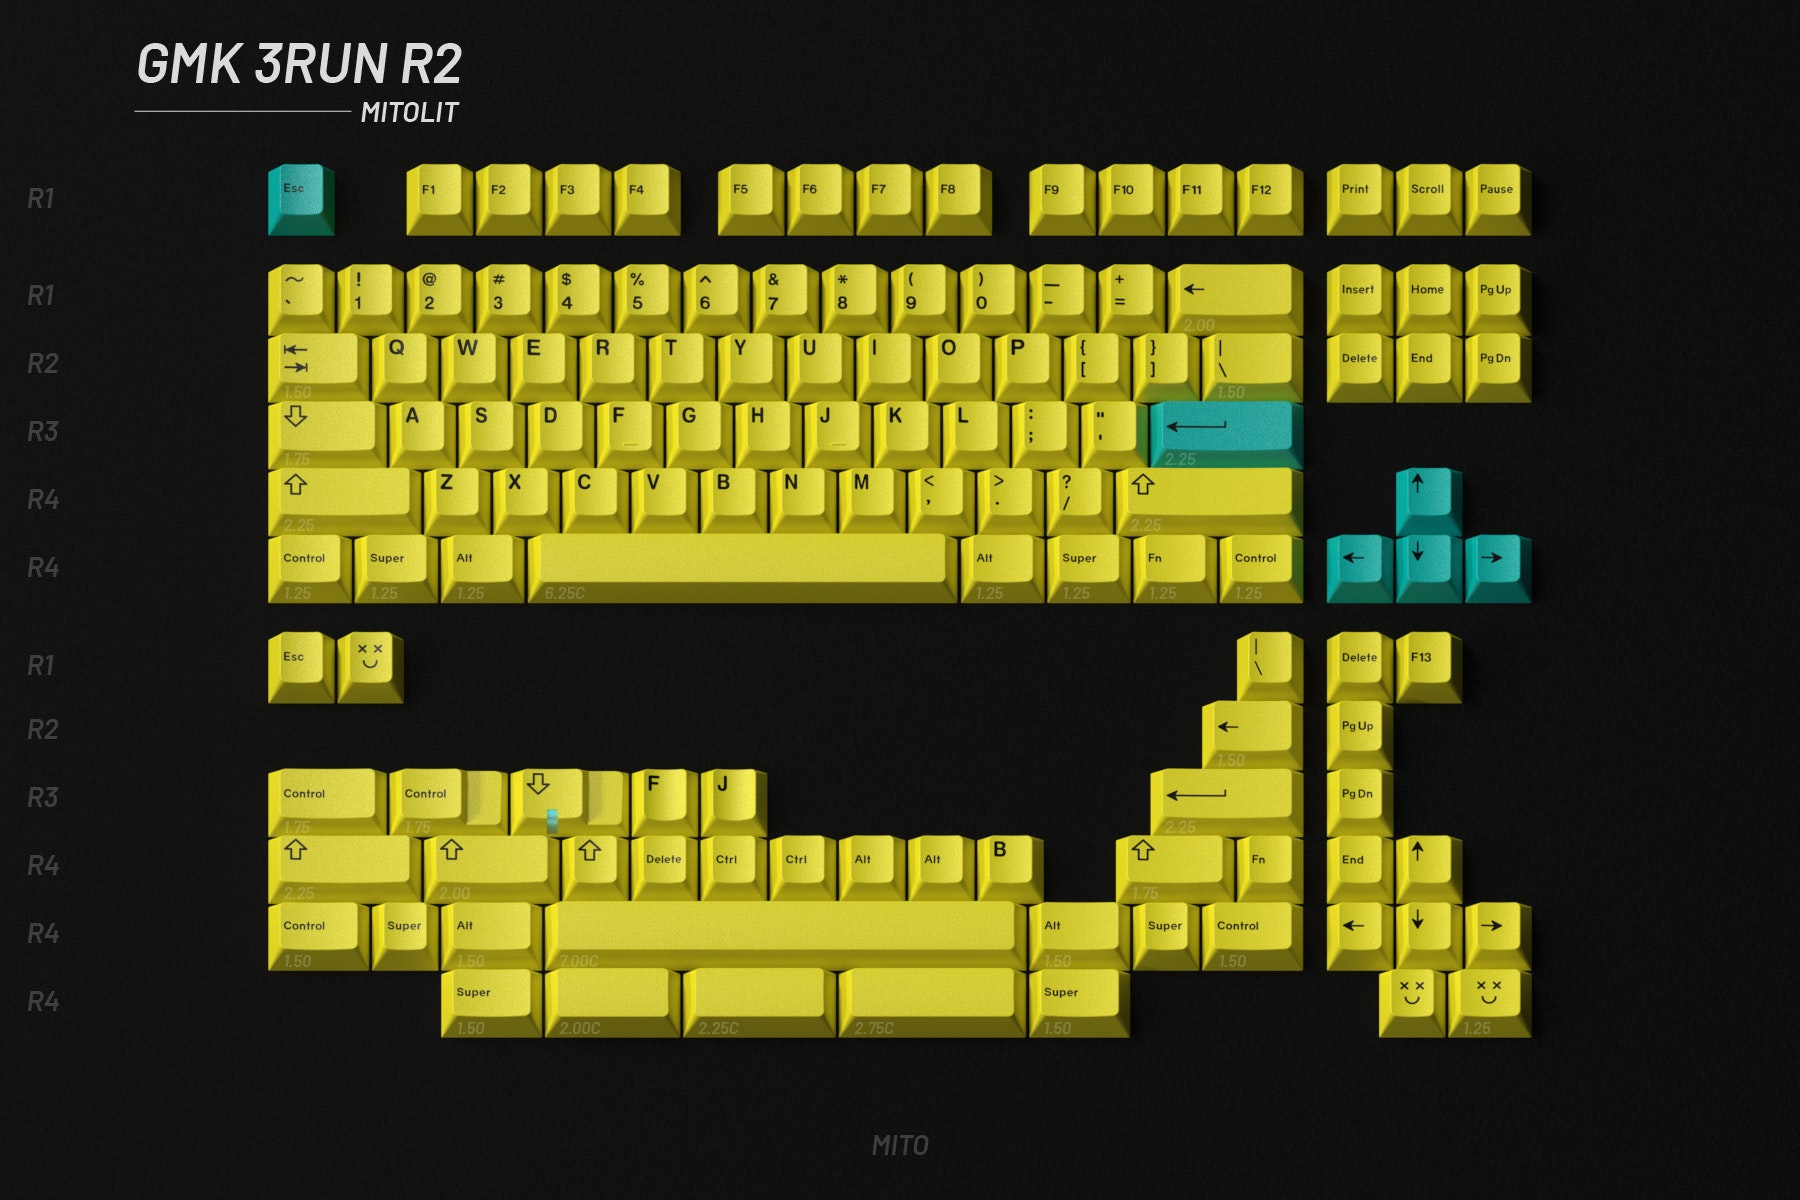 GMK 3RUN R2
MITOLIT
R1 Esc F1 F2 F3 F4 F5 F6 F7 F8 F9 F10 F11 F12 Print Scroll Pause
~ ! @ # $ % ^ & * ( ) — +
R1 ` 1 2 3 4 5 6 7 8 9 0 - = ← Insert Home Pg Up
2.00
R2 ⇤ Q W E R T Y U I O P { } | Delete End Pg Dn
⇥ [ ] \
1.50 1.50
R3 ⇩ A S D F G H J K L : " ←
_ _ ; '
1.75 2.25
R4 ⇧ Z X C V B N M < > ? ⇧ ↑
, . /
2.25 2.25
R4 Control Super Alt Alt Super Fn Control ← ↓ →
1.25 1.25 1.25 6.25C 1.25 1.25 1.25 1.25
R1 Esc × × | Delete F13
\
R2 ← Pg Up
1.50
R3 Control Control ⇩ F J ← Pg Dn
1.75 1.75 2.25
R4 ⇧ ⇧ ⇧ Delete Ctrl Ctrl Alt Alt B ⇧ Fn End ↑
2.25 2.00 1.75
R4 Control Super Alt Alt Super Control ← ↓ →
1.50 1.50 7.00C 1.50 1.50
R4 Super Super × × × ×
1.50 2.00C 2.25C 2.75C 1.50 1.25
MITO